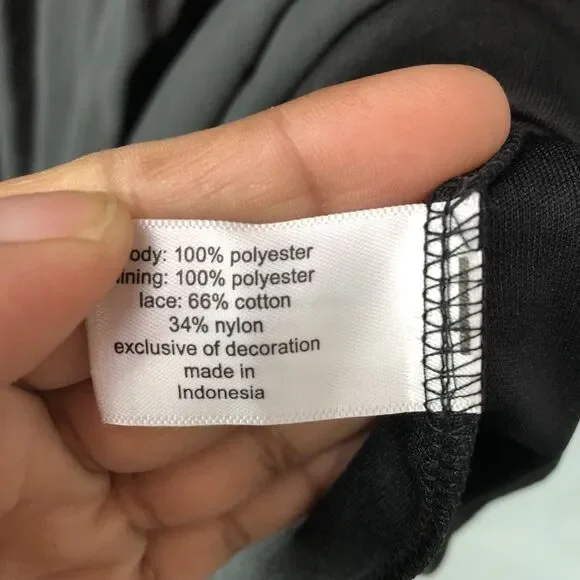 ody: 100% polyester
ining: 100% polyester
lace: 66% cotton
34% nylon
exclusive of decoration
made in
Indonesia